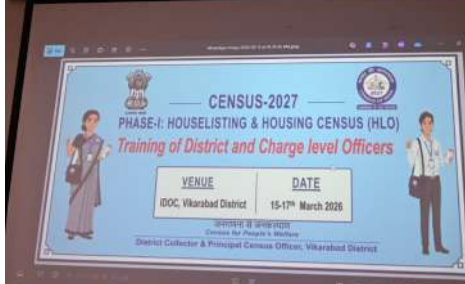 CENSUS-2027
PHASE-I: HOUSELISTING & HOUSING CENSUS (HLO)
Training of District and Charge level Officers
VENUE
IDOC, Vikarabad District
DATE
15-17th March 2026
जनगणना से जनकल्याण
Census for People's Welfare
District Collector & Principal Census Officer, Vikarabad District